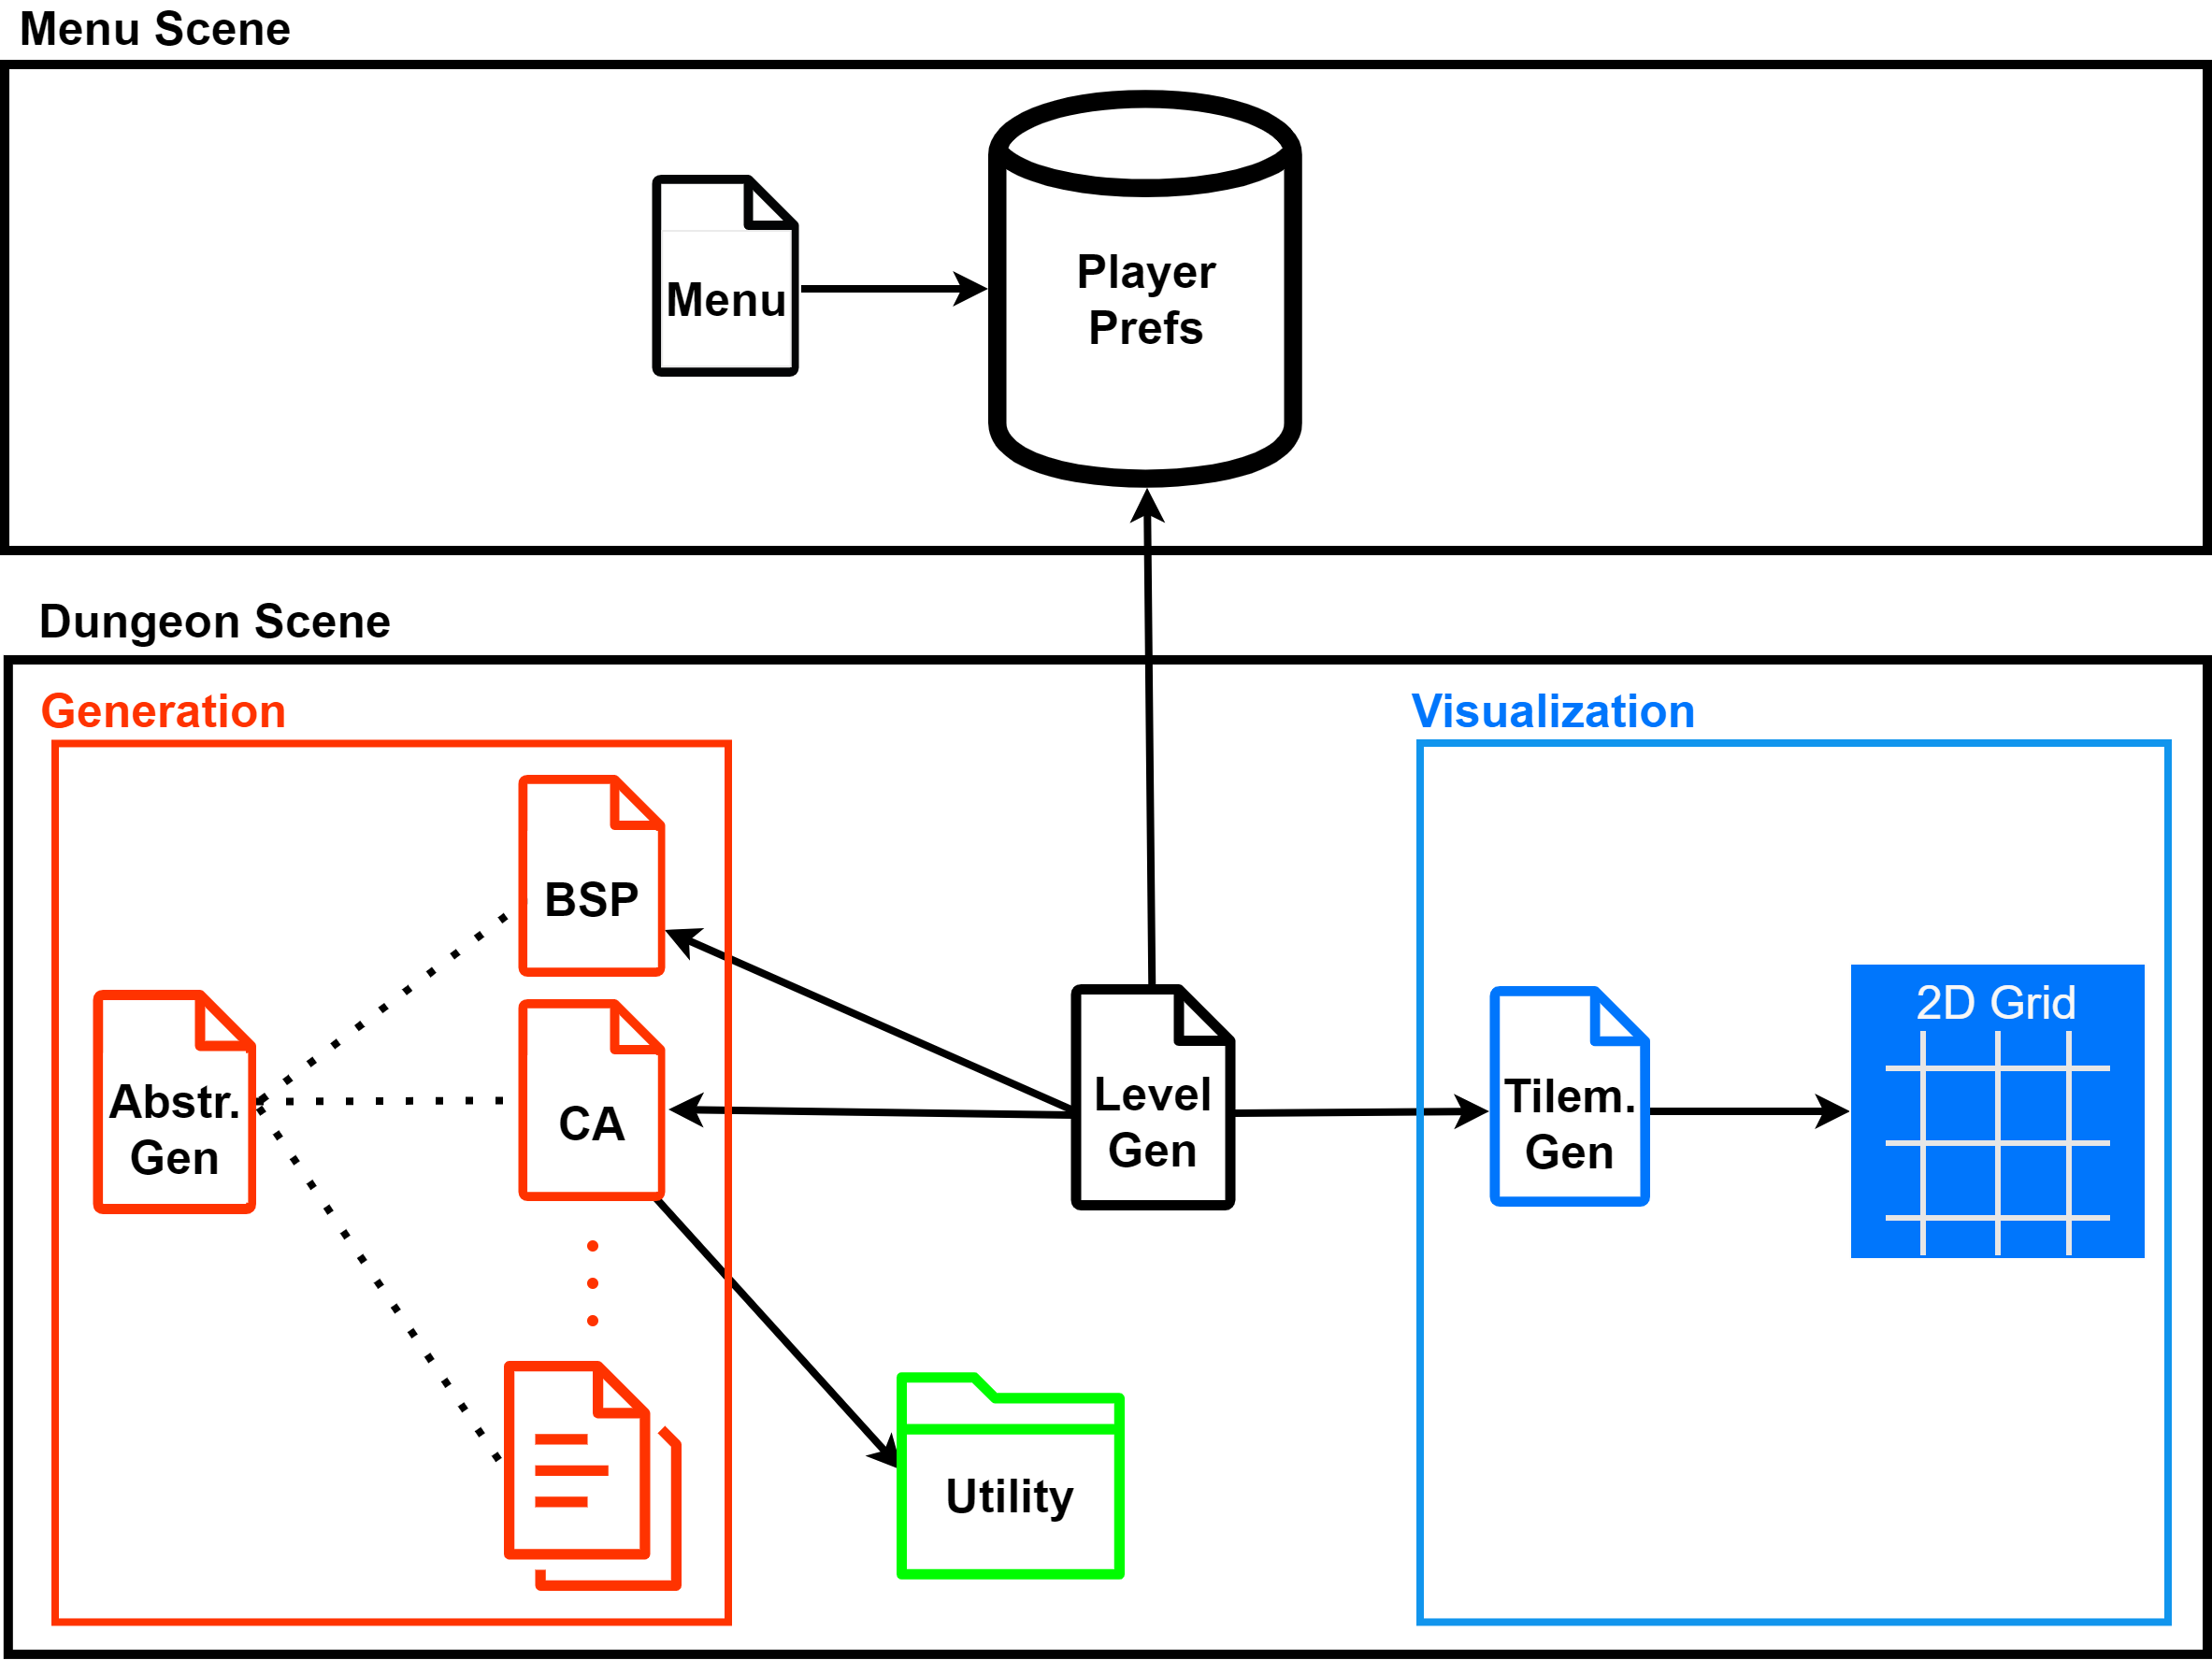 Menu Scene
Menu
Player
Prefs
Dungeon Scene
Generation
Visualization
BSP
2D Grid
Abstr.
Gen
CA
Level
Gen
Tilem.
Gen
Utility